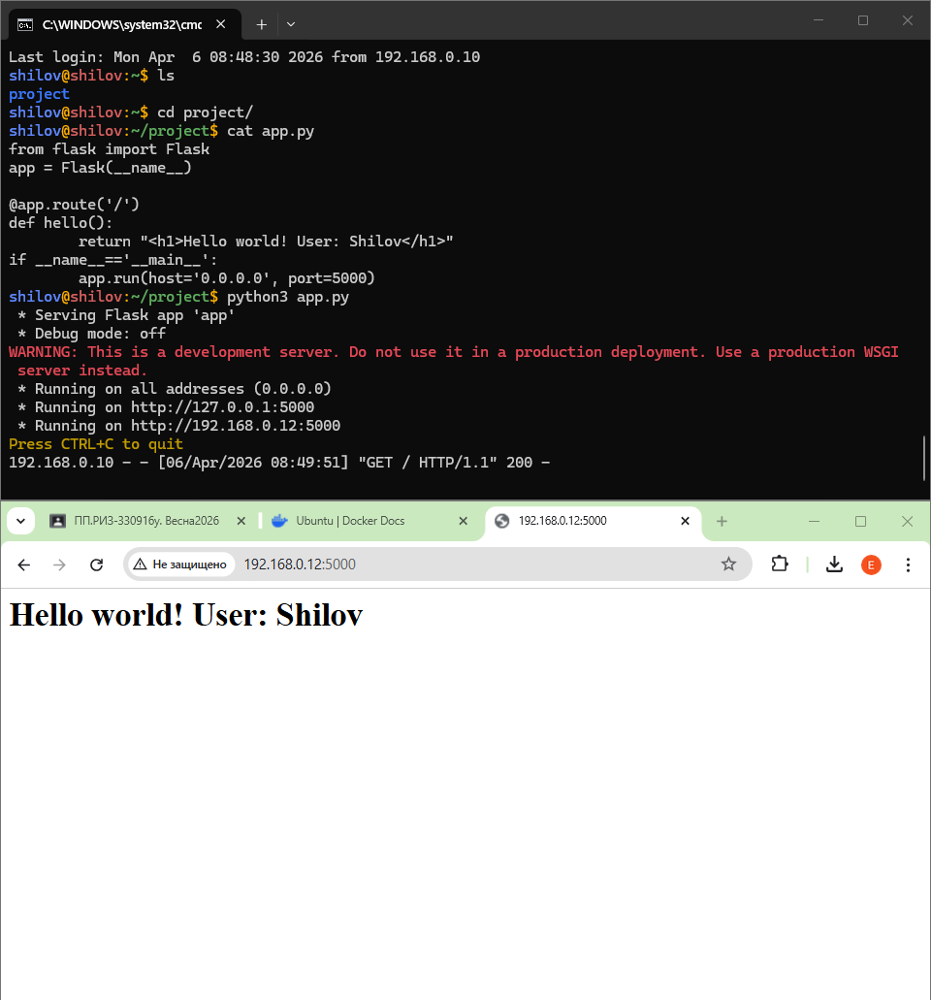 C:\WINDOWS\system32\cmc
Last login: Mon Apr  6 08:48:30 2026 from 192.168.0.10
shilov@shilov:~$ ls
project
shilov@shilov:~$ cd project/
shilov@shilov:~/project$ cat app.py
from flask import Flask
app = Flask(__name__)
@app.route('/')
def hello():
        return "<h1>Hello world! User: Shilov</h1>"
if __name__=='__main__':
        app.run(host='0.0.0.0', port=5000)
shilov@shilov:~/project$ python3 app.py
 * Serving Flask app 'app'
 * Debug mode: off
WARNING: This is a development server. Do not use it in a production deployment. Use a production WSGI
 server instead.
 * Running on all addresses (0.0.0.0)
 * Running on http://127.0.0.1:5000
 * Running on http://192.168.0.12:5000
Press CTRL+C to quit
192.168.0.10 - - [06/Apr/2026 08:49:51] "GET / HTTP/1.1" 200 -
ПП.РИЗ-330916у. Весна2026
Ubuntu | Docker Docs
192.168.0.12:5000
Не защищено
192.168.0.12:5000
E
Hello world! User: Shilov